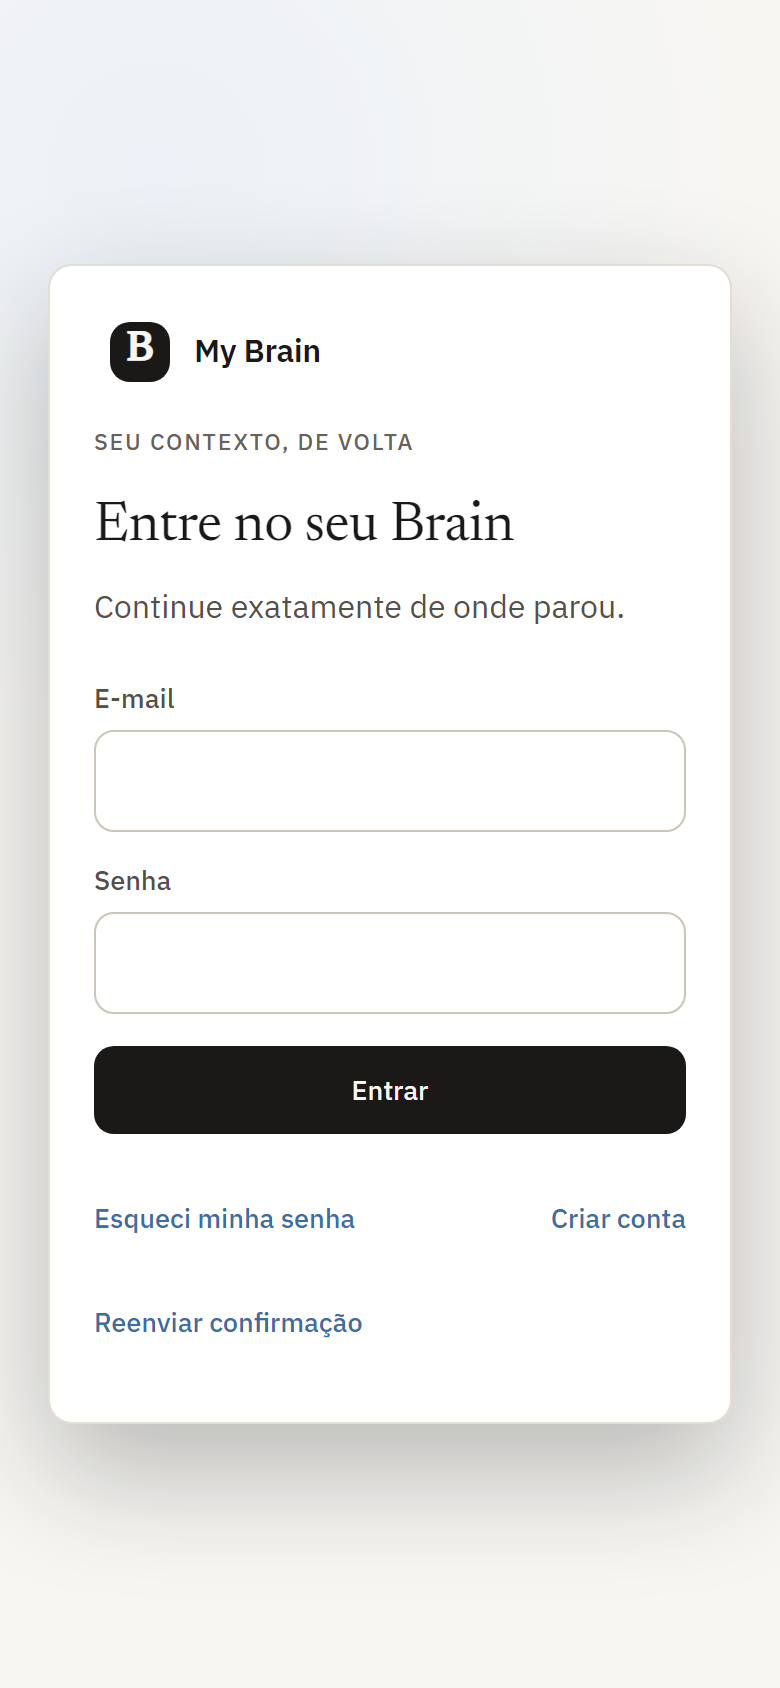 B My Brain
SEU CONTEXTO, DE VOLTA
Entre no seu Brain
Continue exatamente de onde parou.
E-mail
Senha
Entrar
Esqueci minha senha Criar conta
Reenviar confirmação